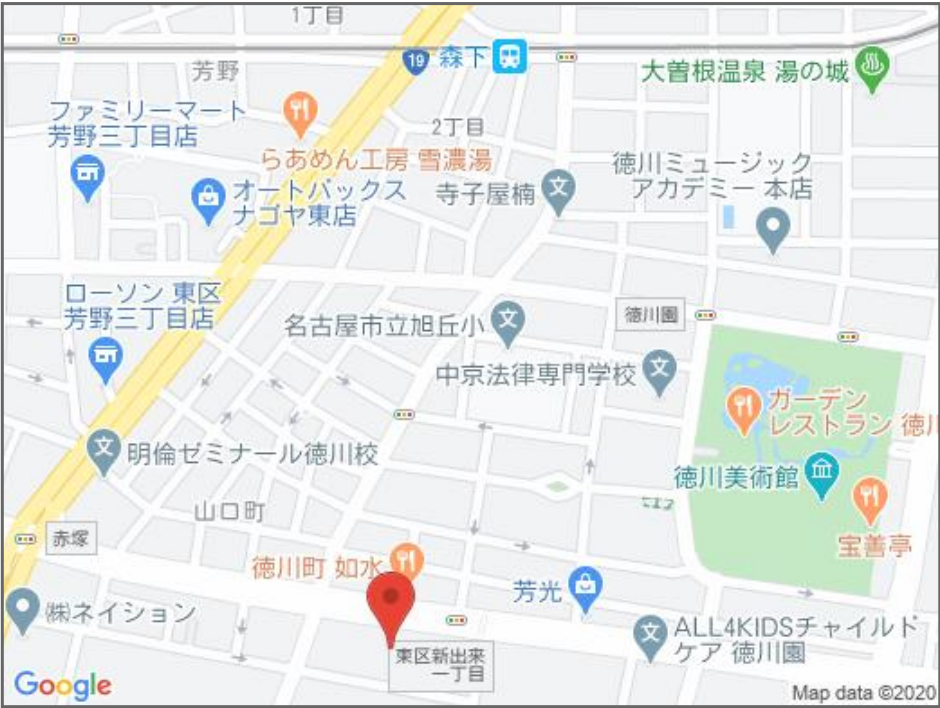 1丁目
19
森下
芳野
大曽根温泉 湯の城
ファミリーマート
芳野三丁目店
2丁目
らあめん工房 雪濃湯
徳川ミュージック
アカデミー 本店
オートバックス
ナゴヤ東店
寺子屋楠
文
ローソン 東区
芳野三丁目店
名古屋市立旭丘小
文
徳川園
中京法律専門学校
文
ガーデン
レストラン 徳川
文
明倫ゼミナール徳川校
徳川美術館
山口町
赤塚
宝善亭
徳川町 如水
芳光
㈱ネイション
文
ALL4KIDSチャイルド
ケア 徳川園
東区新出来
一丁目
Google
Map data ©2020